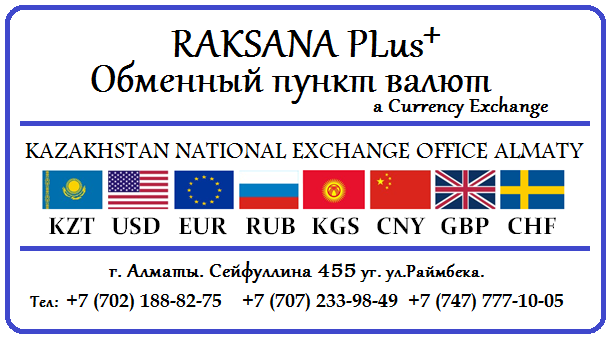 RAKSANA PLus+
Обменный пункт валют
a Currency Exchange
KAZAKHSTAN NATIONAL EXCHANGE OFFICE ALMATY
KZT USD EUR RUB KGS CNY GBP CHF
г. Алматы. Сейфуллина 455 уг. ул.Раймбека.
Тел: +7 (702) 188-82-75 +7 (707) 233-98-49 +7 (747) 777-10-05